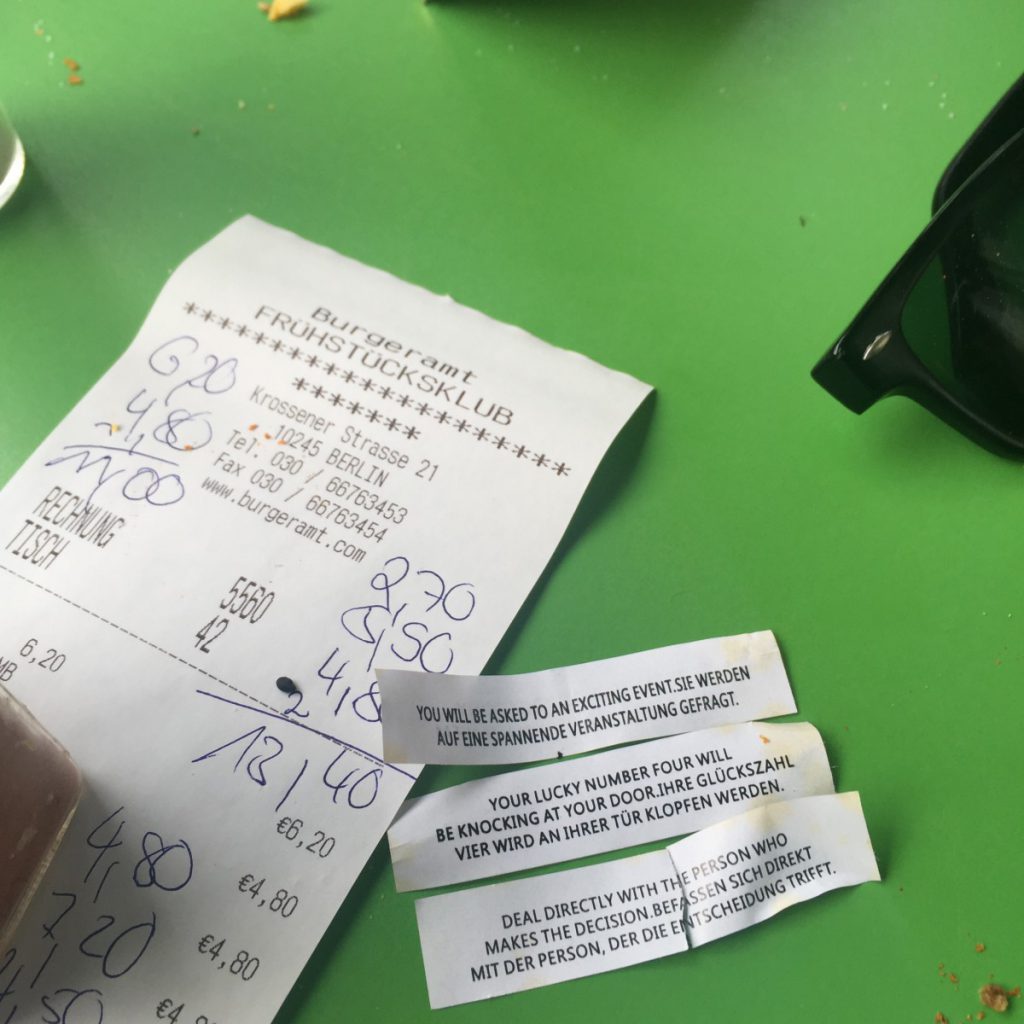 Burgeramt
FRÜHSTÜCKSKLUB
***********************
*******
Krossener Strasse 21
10245 BERLIN
Tel. 030 / 66763453
Fax 030 / 66763454
www.burgeramt.com
6,20
4,80
11,00
RECHNUNG 5560
TISCH 42
2,70
5,50
4,8
13,40
6,20
€6,20
€4,80
€4,80
4,80
7,20
YOU WILL BE ASKED TO AN EXCITING EVENT.SIE WERDEN
AUF EINE SPANNENDE VERANSTALTUNG GEFRAGT.
YOUR LUCKY NUMBER FOUR WILL
BE KNOCKING AT YOUR DOOR.IHRE GLÜCKSZAHL
VIER WIRD AN IHRER TÜR KLOPFEN WERDEN.
DEAL DIRECTLY WITH THE PERSON WHO
MAKES THE DECISION.BEFASSEN SICH DIREKT
MIT DER PERSON, DER DIE ENTSCHEIDUNG TRIFFT.